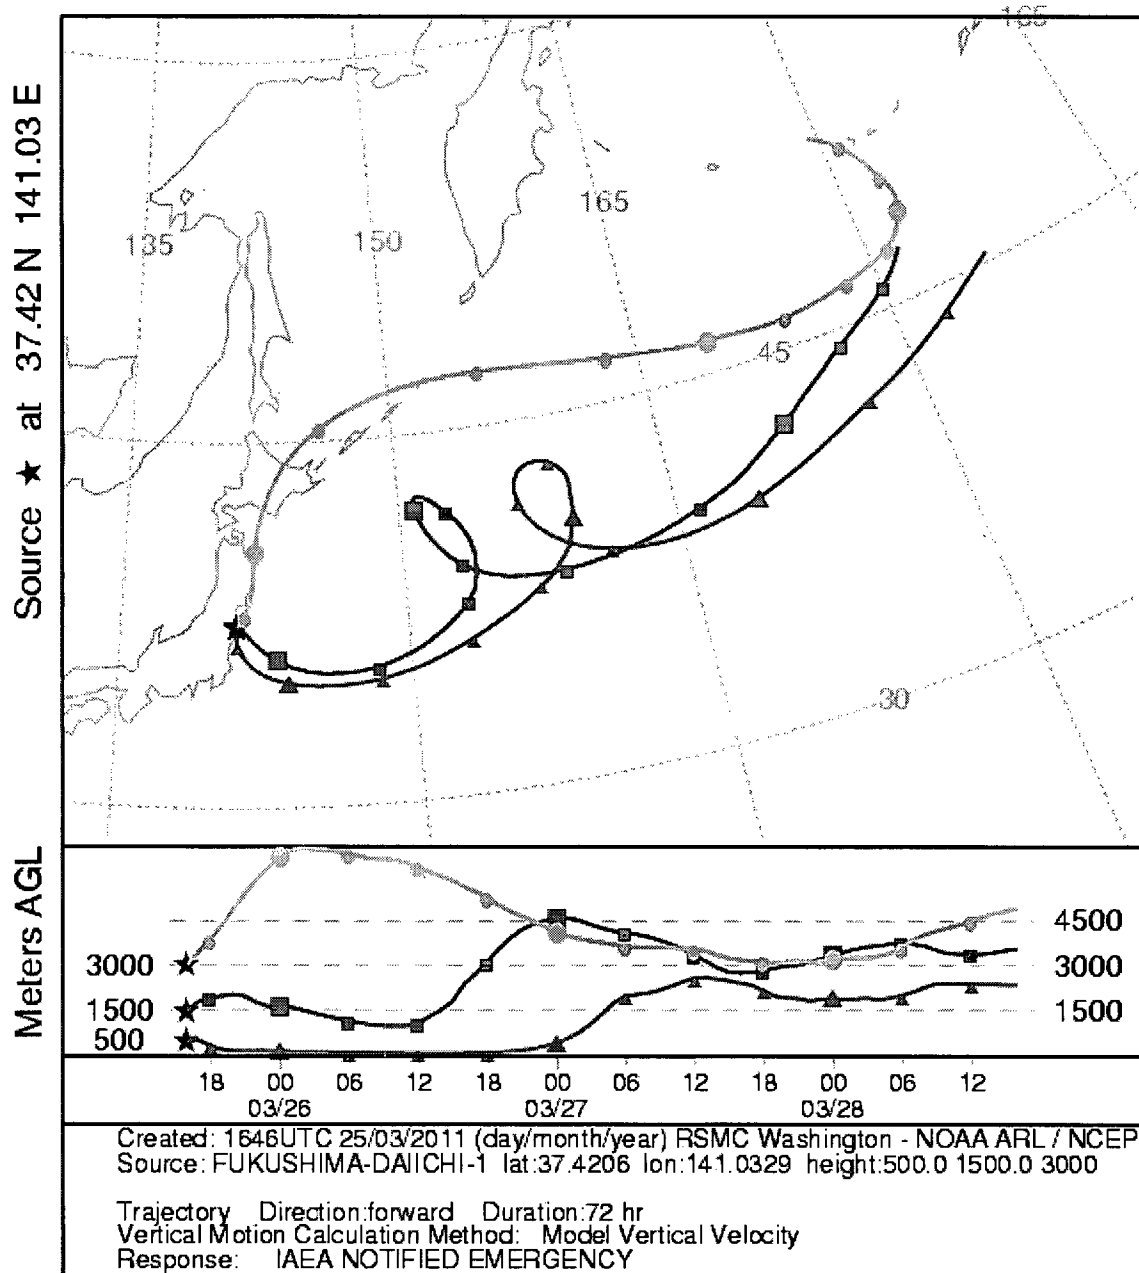 165
Source ★ at 37.42 N 141.03 E
135
150
165
45
30
Meters AGL
4500
3000
3000
1500
1500
500
18 00 06 12 18 00 06 12 18 00 06 12
03/26 03/27 03/28
Created: 1646UTC 25/03/2011 (day/month/year) RSMC Washington - NOAA ARL / NCEP
Source: FUKUSHIMA-DAIICHI-1 lat:37.4206 lon:141.0329 height:500.0 1500.0 3000
Trajectory Direction:forward Duration:72 hr
Vertical Motion Calculation Method: Model Vertical Velocity
Response: IAEA NOTIFIED EMERGENCY